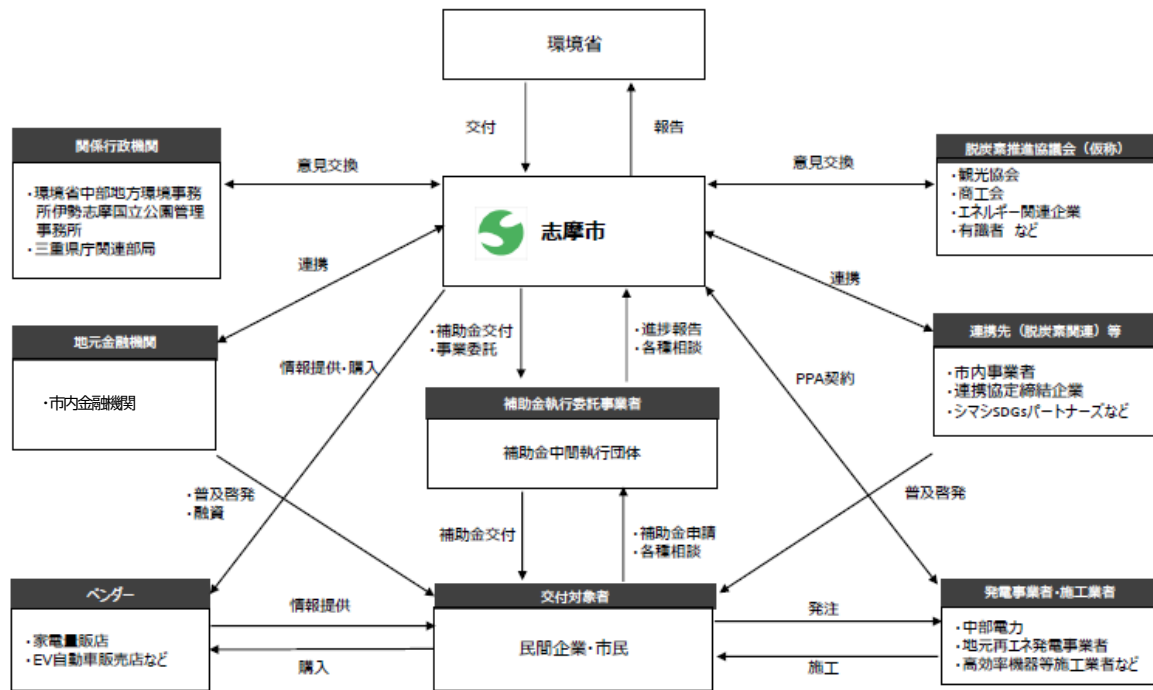 環境省
交付
報告
関係行政機関
・環境省中部地方環境事務
所伊勢志摩国立公園管理
事務所
・三重県庁関連部局
意見交換
志摩市
意見交換
脱炭素推進協議会（仮称）
・観光協会
・商工会
・エネルギー関連企業
・有識者 など
連携
連携
地元金融機関
・市内金融機関
情報提供・購入
・補助金交付
・事業委託
・進捗報告
・各種相談
PPA契約
連携先（脱炭素関連）等
・市内事業者
・連携協定締結企業
・シマシSDGsパートナーズなど
補助金執行委託事業者
補助金中間執行団体
・普及啓発
・融資
補助金交付
・補助金申請
・各種相談
普及啓発
ベンダー
・家電量販店
・EV自動車販売店など
情報提供
購入
交付対象者
民間企業・市民
発注
施工
発電事業者・施工業者
・中部電力
・地元再エネ発電事業者
・高効率機器等施工業者など